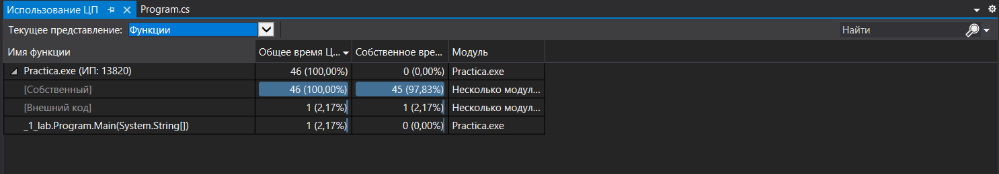 Использование ЦП Program.cs
Текущее представление: Функции Найти
Имя функции Общее время Ц... Собственное вре... Модуль
Practica.exe (ИП: 13820) 46 (100,00%) 0 (0,00%) Practica.exe
[Собственный] 46 (100,00%) 45 (97,83%) Несколько модул...
[Внешний код] 1 (2,17%) 1 (2,17%) Несколько модул...
_1_lab.Program.Main(System.String[]) 1 (2,17%) 0 (0,00%) Practica.exe